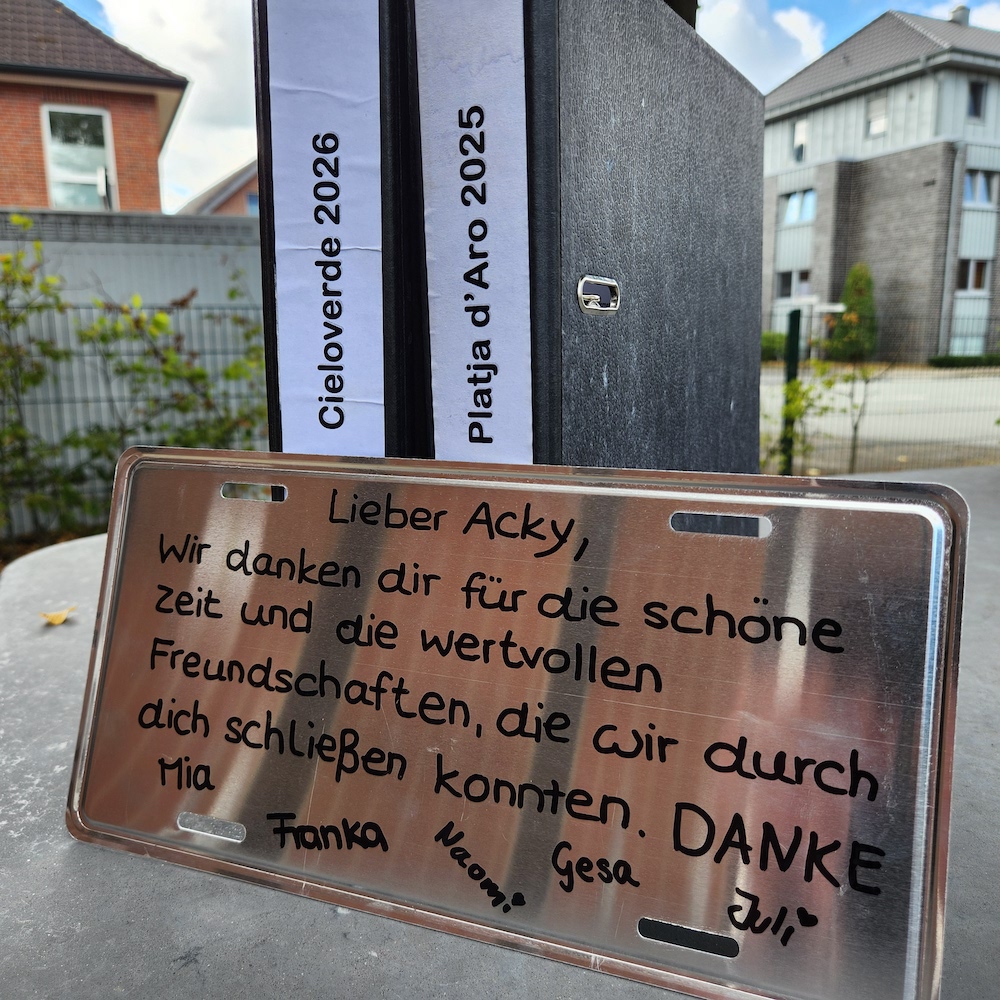 Cieloverde 2026
Platja d'Aro 2025
Lieber Acky,
Wir danken dir für die schöne
Zeit und die wertvollen
Freundschaften, die wir durch
dich schließen konnten. DANKE
Mia
Franka
Naomi
Gesa
Juli